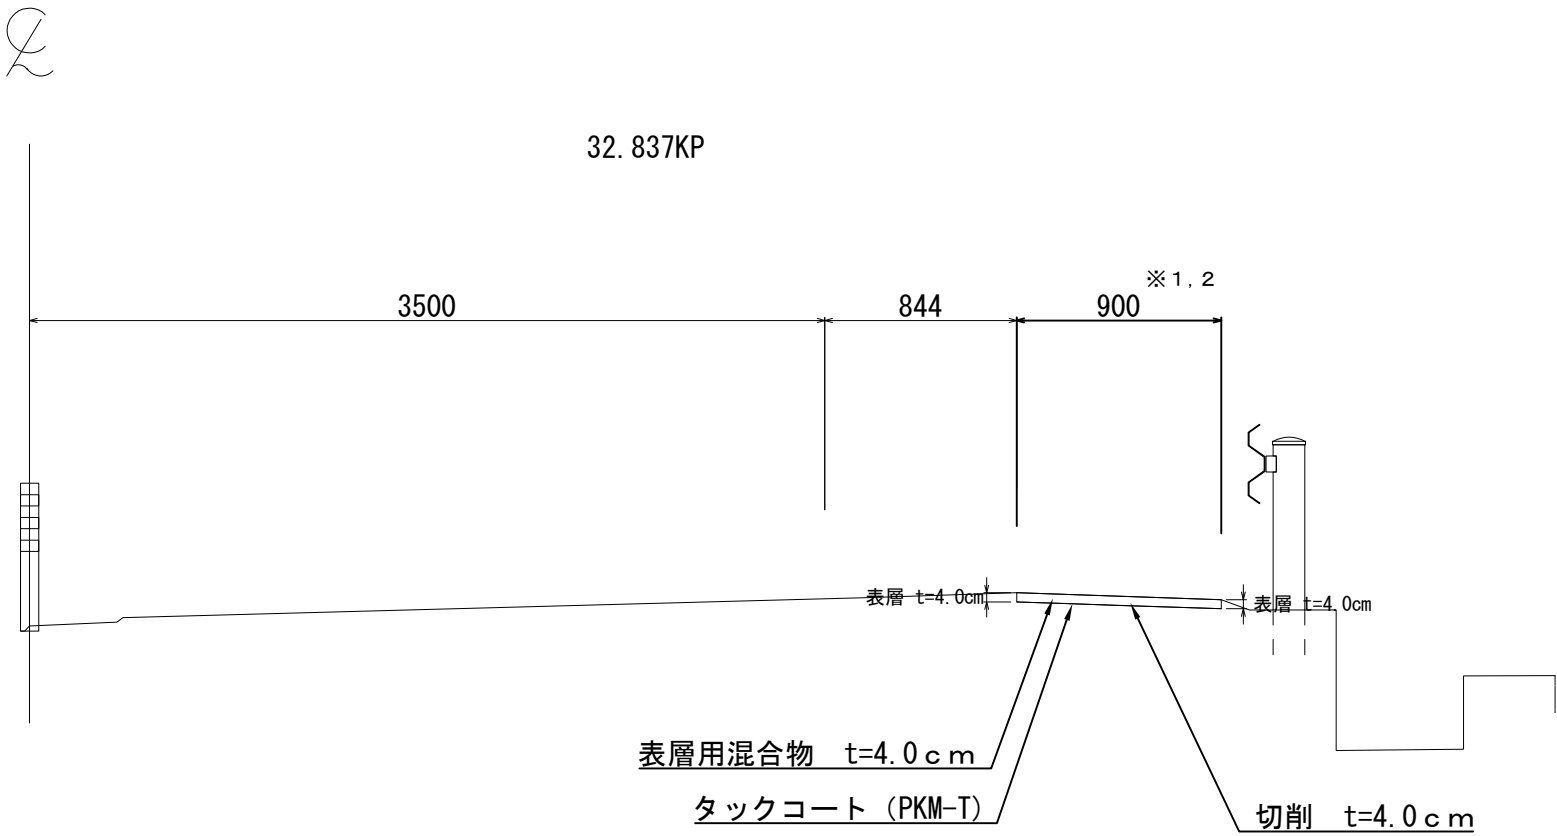 ℄
32.837KP
※1,2
3500
844
900
表層 t=4.0cm
表層 t=4.0cm
表層用混合物 t=4.0cm
タックコート (PKM-T)
切削 t=4.0cm